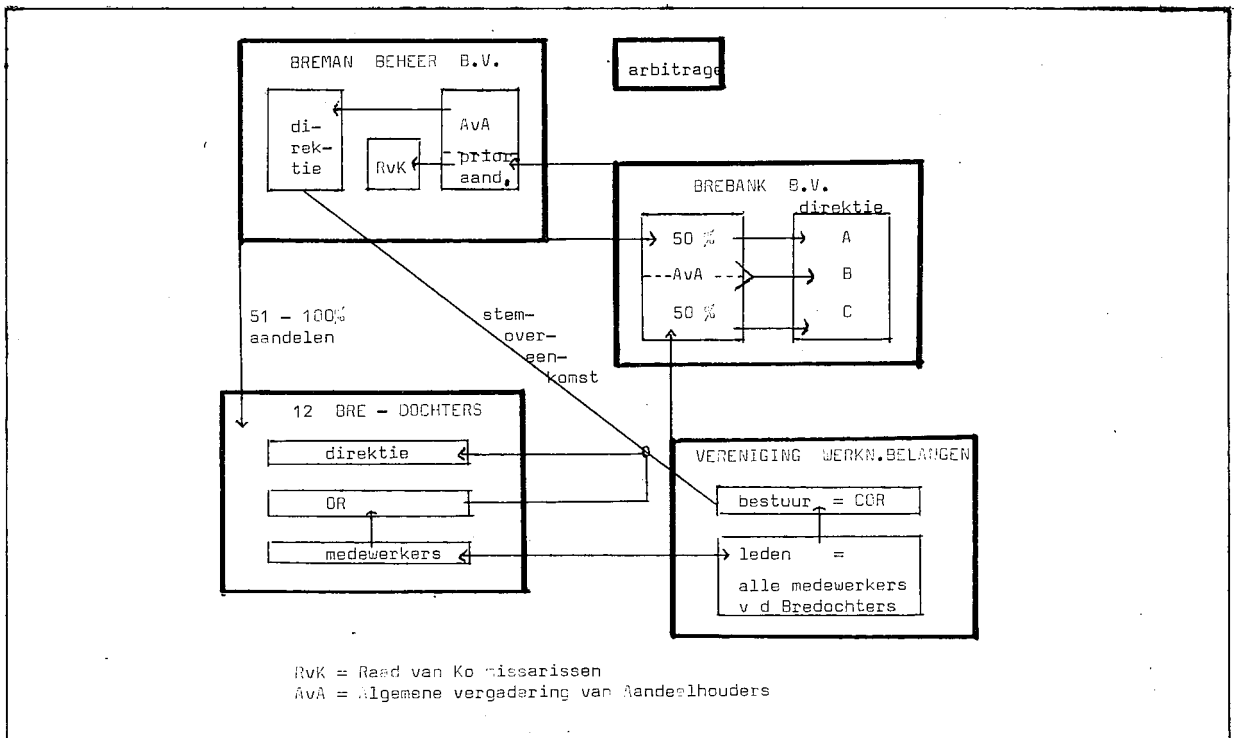 BREMAN BEHEER B.V.
di-
rek-
tie
RvK
AvA
prior
aand.
arbitrage
BREBANK B.V.
direktie
50 %
AvA
50 %
A
B
C
51 - 100%
aandelen
stem-
over-
een-
komst
12 BRE - DOCHTERS
direktie
OR
medewerkers
VERENIGING WERKN.BELANGEN
bestuur = COR
leden =
alle medewerkers
v d Bredochters
RvK = Raad van Ko missarissen
AvA = Algemene vergadering van Aandeelhouders